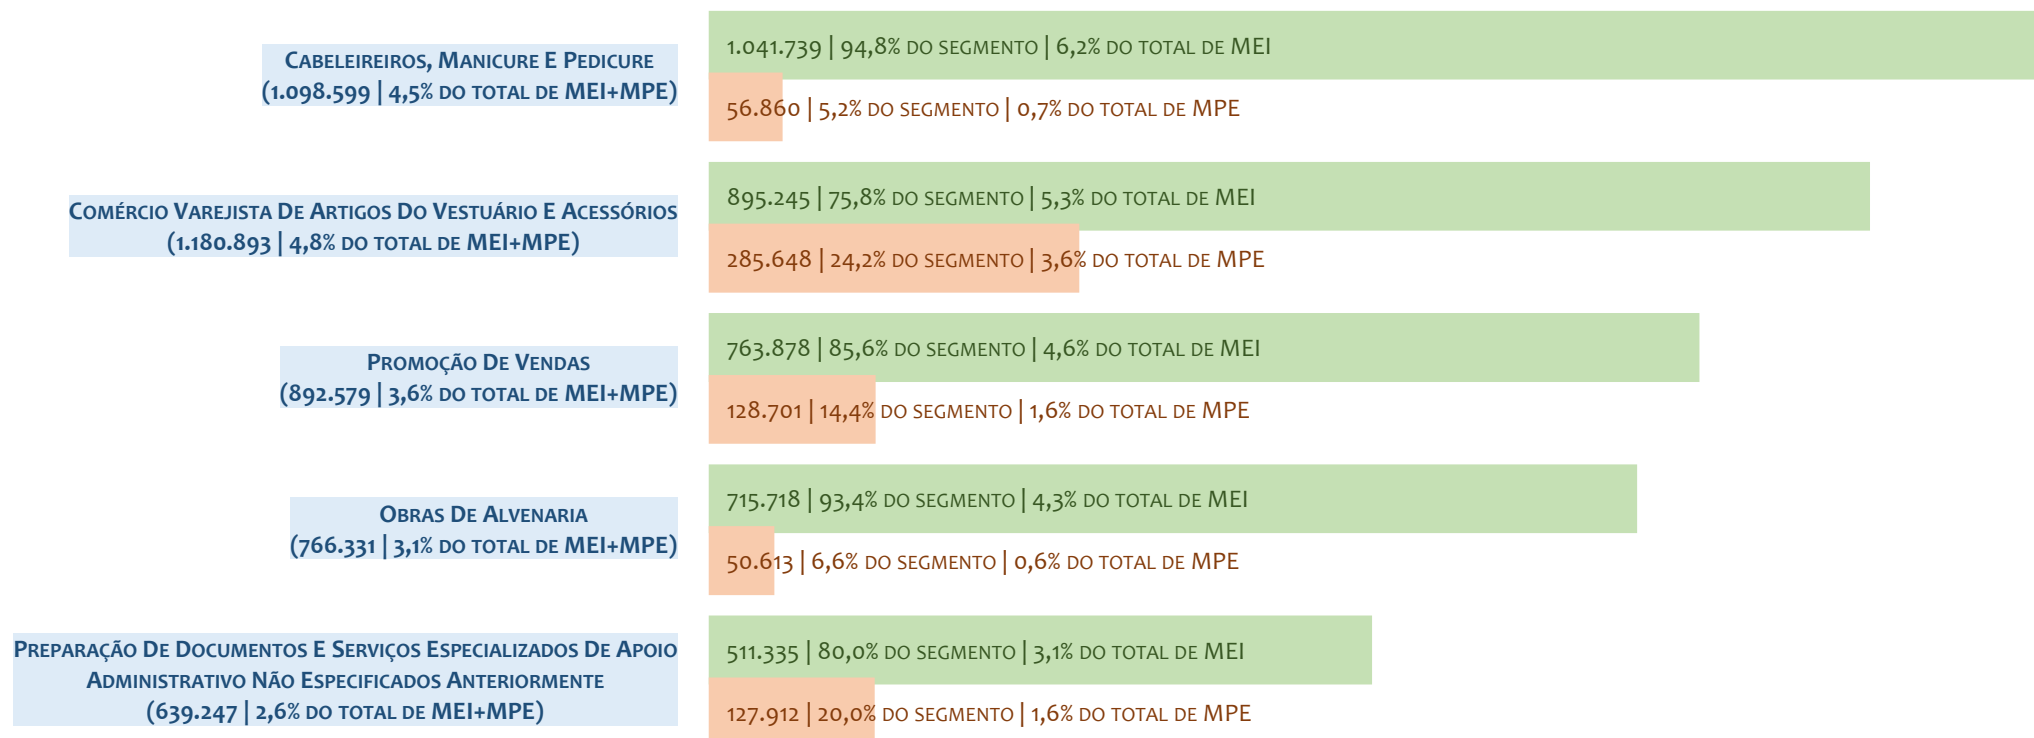 Cabeleireiros, Manicure E Pedicure
(1.098.599 | 4,5% do total de MEI+MPE)
1.041.739 | 94,8% do segmento | 6,2% do total de MEI
56.860 | 5,2% do segmento | 0,7% do total de MPE
Comércio Varejista De Artigos Do Vestuário E Acessórios
(1.180.893 | 4,8% do total de MEI+MPE)
895.245 | 75,8% do segmento | 5,3% do total de MEI
285.648 | 24,2% do segmento | 3,6% do total de MPE
Promoção De Vendas
(892.579 | 3,6% do total de MEI+MPE)
763.878 | 85,6% do segmento | 4,6% do total de MEI
128.701 | 14,4% do segmento | 1,6% do total de MPE
Obras De Alvenaria
(766.331 | 3,1% do total de MEI+MPE)
715.718 | 93,4% do segmento | 4,3% do total de MEI
50.613 | 6,6% do segmento | 0,6% do total de MPE
Preparação De Documentos E Serviços Especializados De Apoio
Administrativo Não Especificados Anteriormente
(639.247 | 2,6% do total de MEI+MPE)
511.335 | 80,0% do segmento | 3,1% do total de MEI
127.912 | 20,0% do segmento | 1,6% do total de MPE